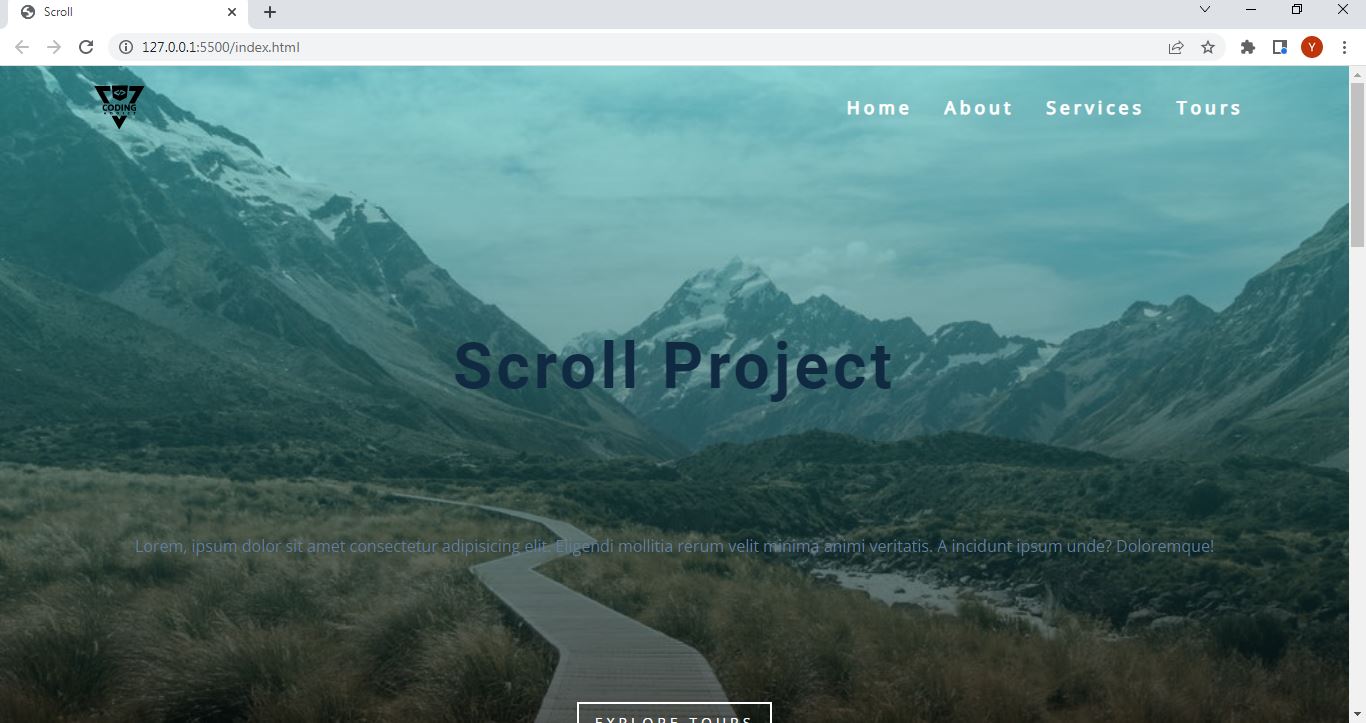 Scroll
127.0.0.1:5500/index.html
Y
</>
CODING
Home About Services Tours
Scroll Project
Lorem, ipsum dolor sit amet consectetur adipisicing elit. Eligendi mollitia rerum velit minima animi veritatis. A incidunt ipsum unde? Doloremque!
EXPLORE TOURS